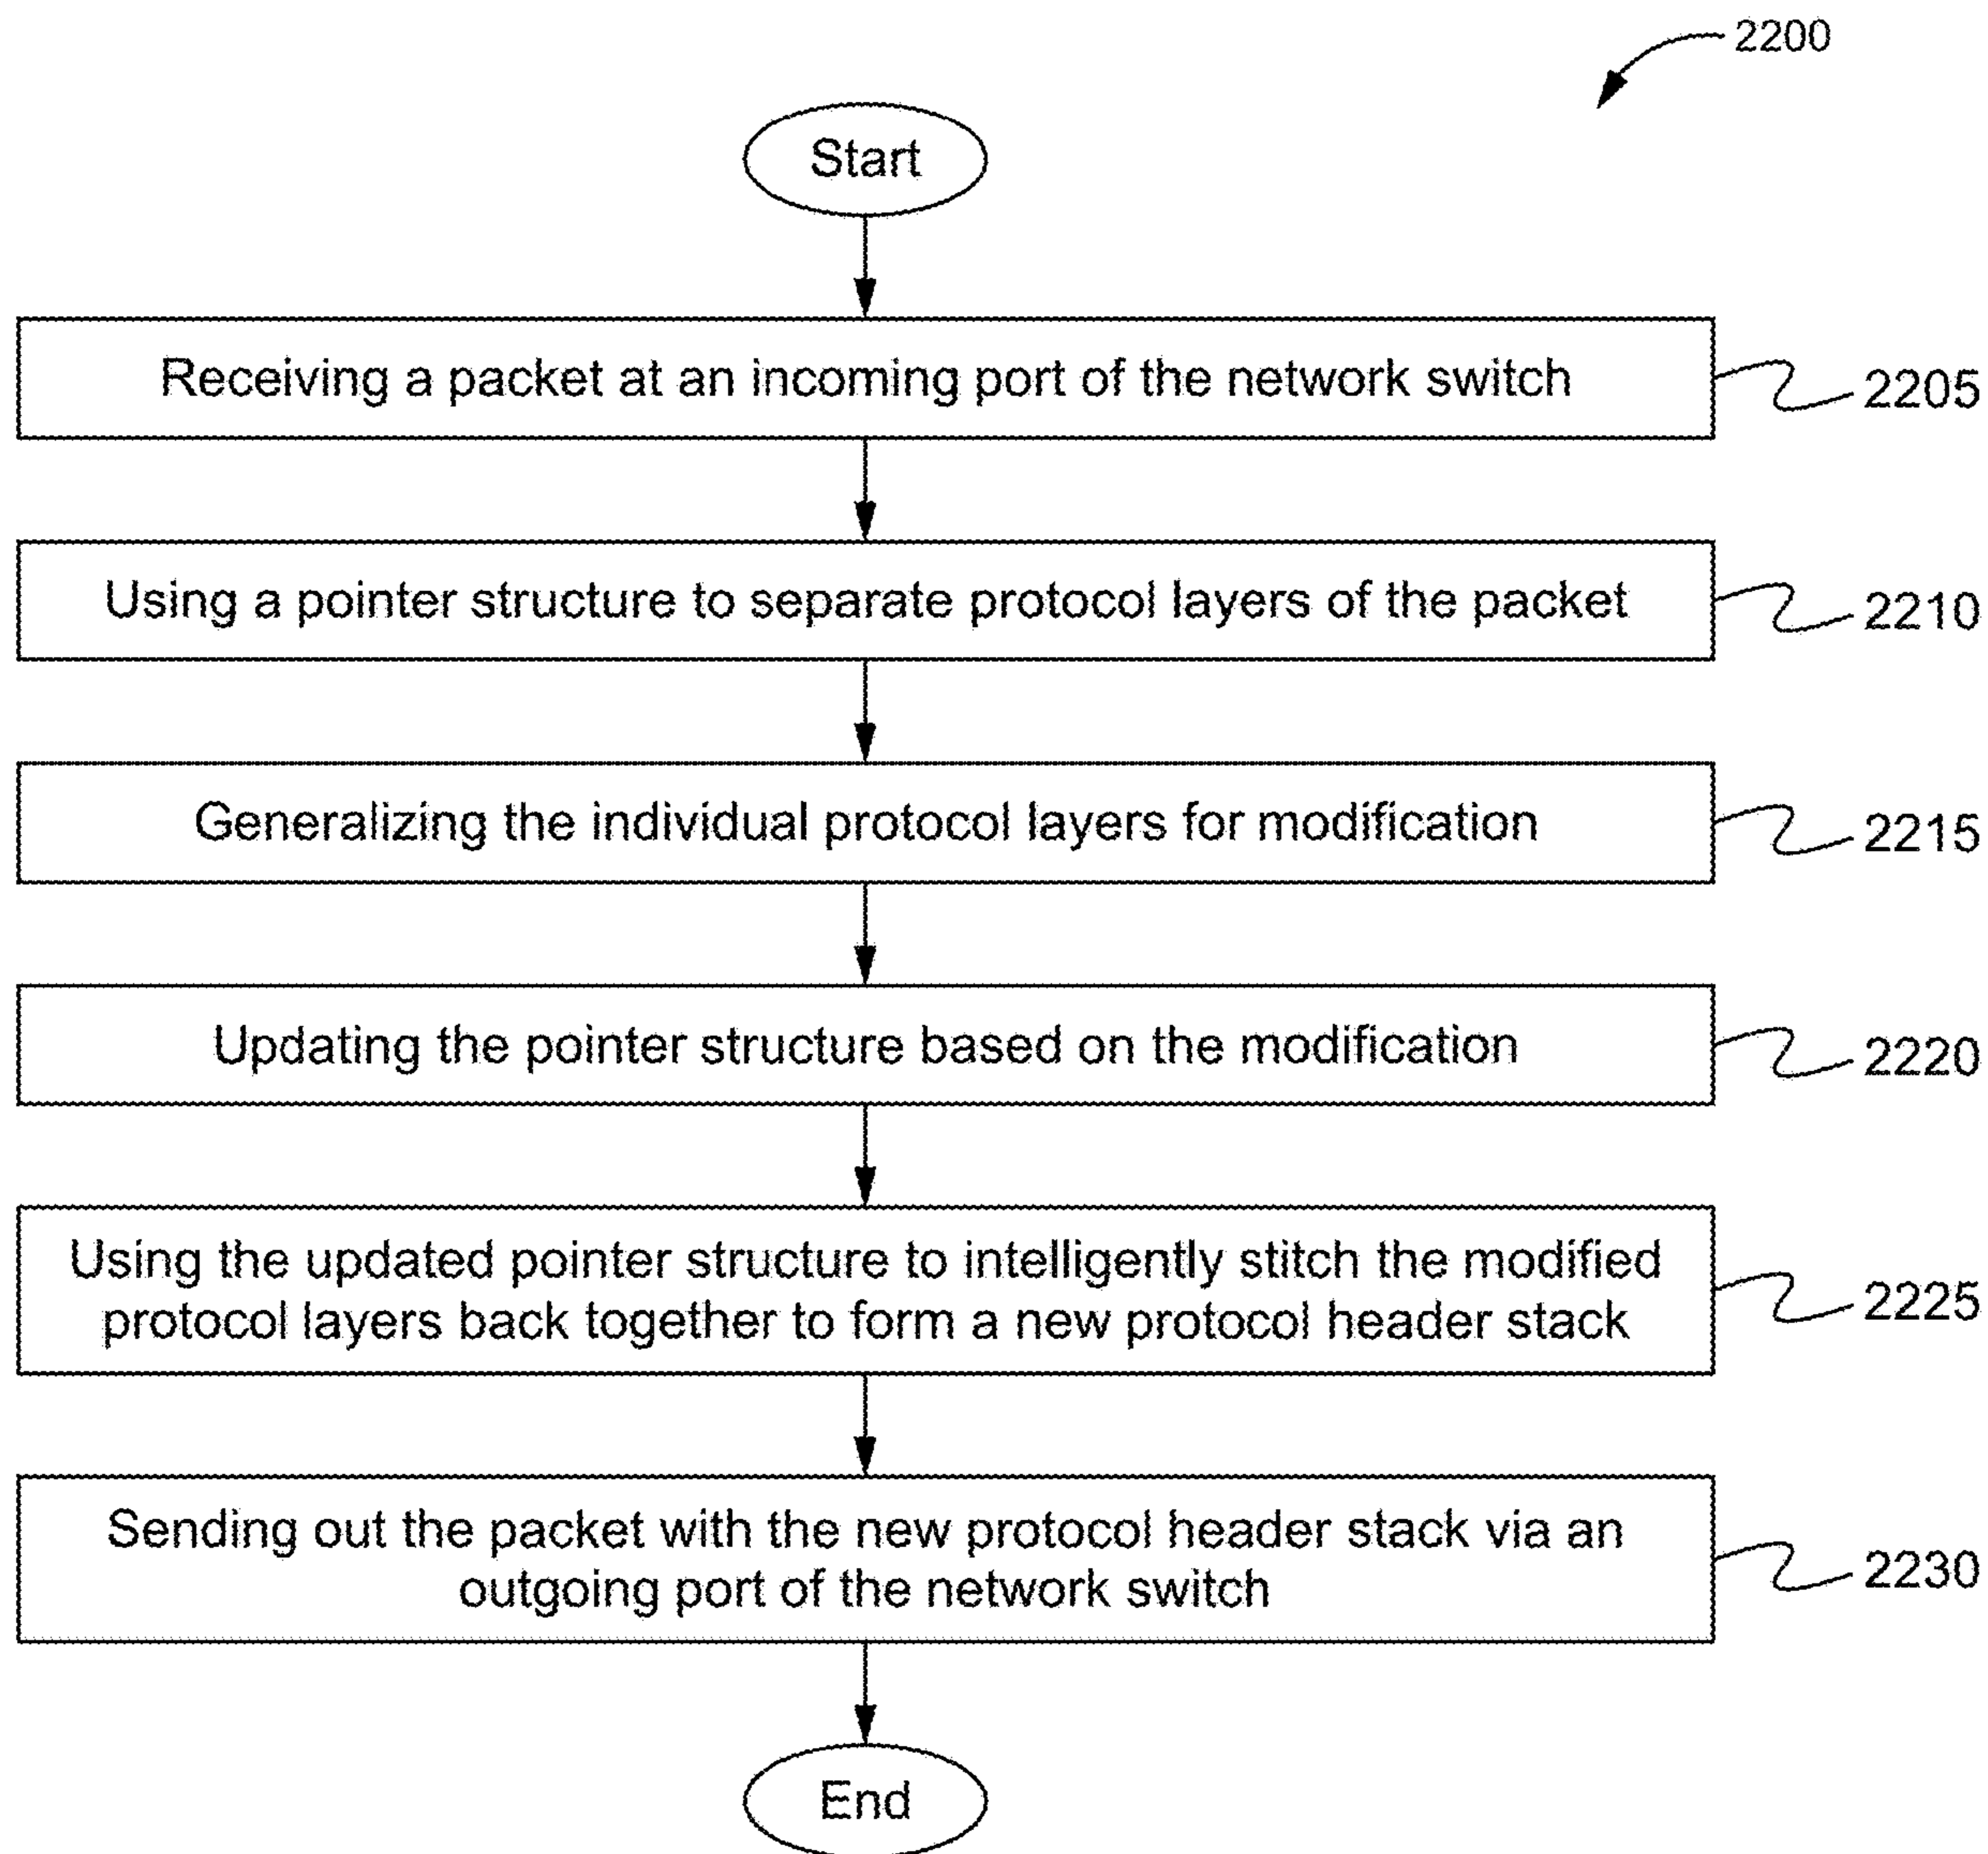 2200
Start
Receiving a packet at an incoming port of the network switch
2205
Using a pointer structure to separate protocol layers of the packet
2210
Generalizing the individual protocol layers for modification
2215
Updating the pointer structure based on the modification
2220
Using the updated pointer structure to intelligently stitch the modified
protocol layers back together to form a new protocol header stack
2225
Sending out the packet with the new protocol header stack via an
outgoing port of the network switch
2230
End